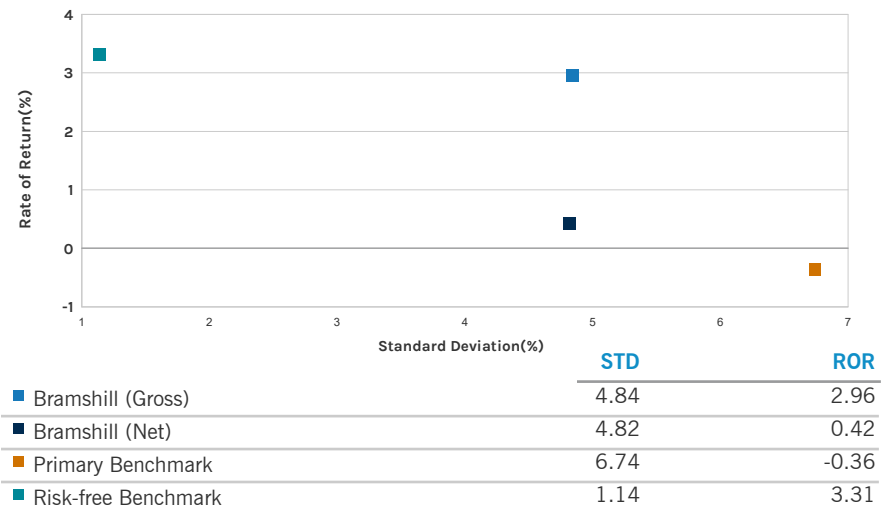 4
3
2
1
0
-1
Rate of Return(%)
1 2 3 4 5 6 7
Standard Deviation(%)
STD ROR
Bramshill (Gross) 4.84 2.96
Bramshill (Net) 4.82 0.42
Primary Benchmark 6.74 -0.36
Risk-free Benchmark 1.14 3.31